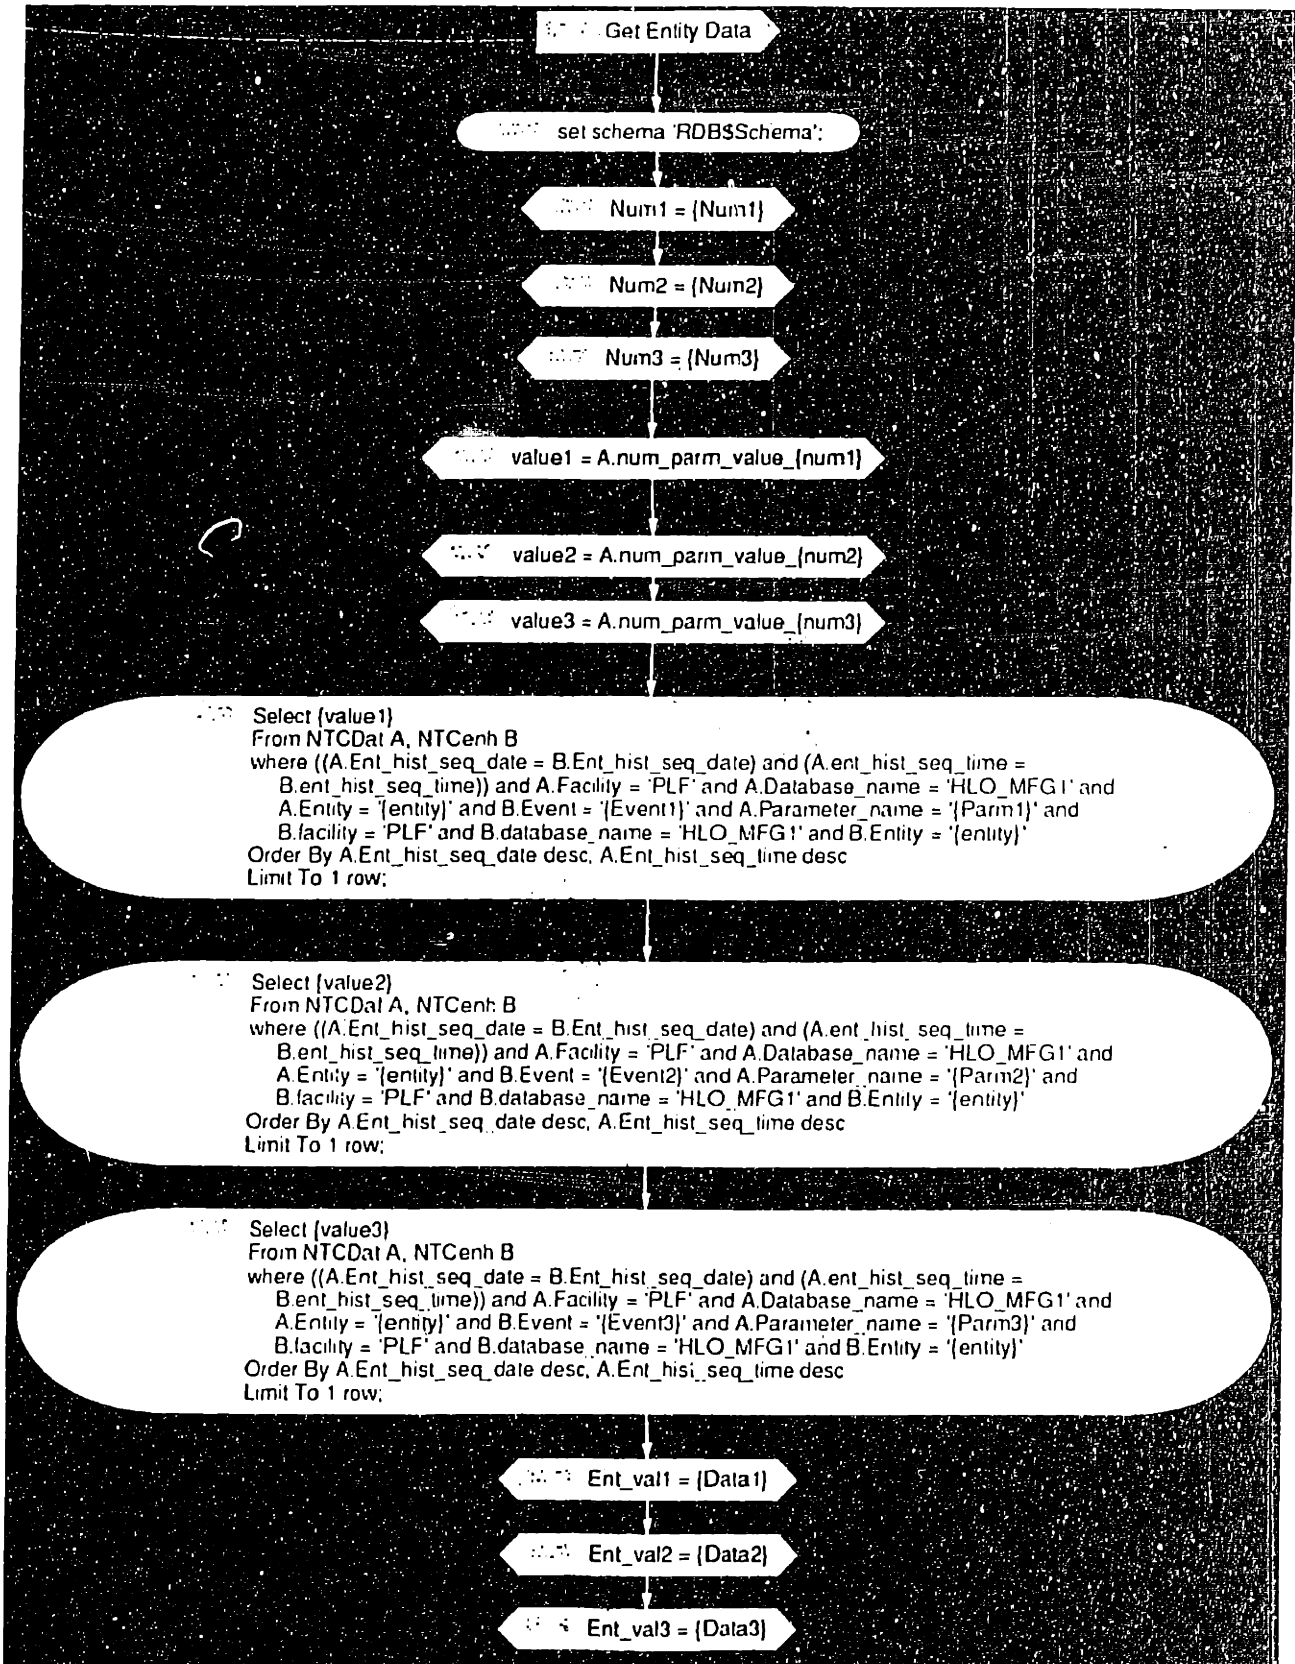 Get Entity Data
set schema 'RDB$Schema';
Num1 = {Num1}
Num2 = {Num2}
Num3 = {Num3}
value1 = A.num_parm_value_{num1}
value2 = A.num_parm_value_{num2}
value3 = A.num_parm_value_{num3}
Select {value1}
From NTCDat A, NTCenh B
where ((A.Ent_hist_seq_date = B.Ent_hist_seq_date) and (A.ent_hist_seq_time =
B.ent_hist_seq_time)) and A.Facility = 'PLF' and A.Database_name = 'HLO_MFG1' and
A.Entity = '{entity}' and B.Event = '{Event1}' and A.Parameter_name = '{Parm1}' and
B.facility = 'PLF' and B.database_name = 'HLO_MFG1' and B.Entity = '{entity}'
Order By A.Ent_hist_seq_date desc, A.Ent_hist_seq_time desc
Limit To 1 row;
Select {value2}
From NTCDat A, NTCenh B
where ((A.Ent_hist_seq_date = B.Ent_hist_seq_date) and (A.ent_hist_seq_time =
B.ent_hist_seq_time)) and A.Facility = 'PLF' and A.Database_name = 'HLO_MFG1' and
A.Entity = '{entity}' and B.Event = '{Event2}' and A.Parameter_name = '{Parm2}' and
B.facility = 'PLF' and B.database_name = 'HLO_MFG1' and B.Entity = '{entity}'
Order By A.Ent_hist_seq_date desc, A.Ent_hist_seq_time desc
Limit To 1 row;
Select {value3}
From NTCDat A, NTCenh B
where ((A.Ent_hist_seq_date = B.Ent_hist_seq_date) and (A.ent_hist_seq_time =
B.ent_hist_seq_time)) and A.Facility = 'PLF' and A.Database_name = 'HLO_MFG1' and
A.Entity = '{entity}' and B.Event = '{Event3}' and A.Parameter_name = '{Parm3}' and
B.facility = 'PLF' and B.database_name = 'HLO_MFG1' and B.Entity = '{entity}'
Order By A.Ent_hist_seq_date desc, A.Ent_hist_seq_time desc
Limit To 1 row;
Ent_val1 = {Data1}
Ent_val2 = {Data2}
Ent_val3 = {Data3}